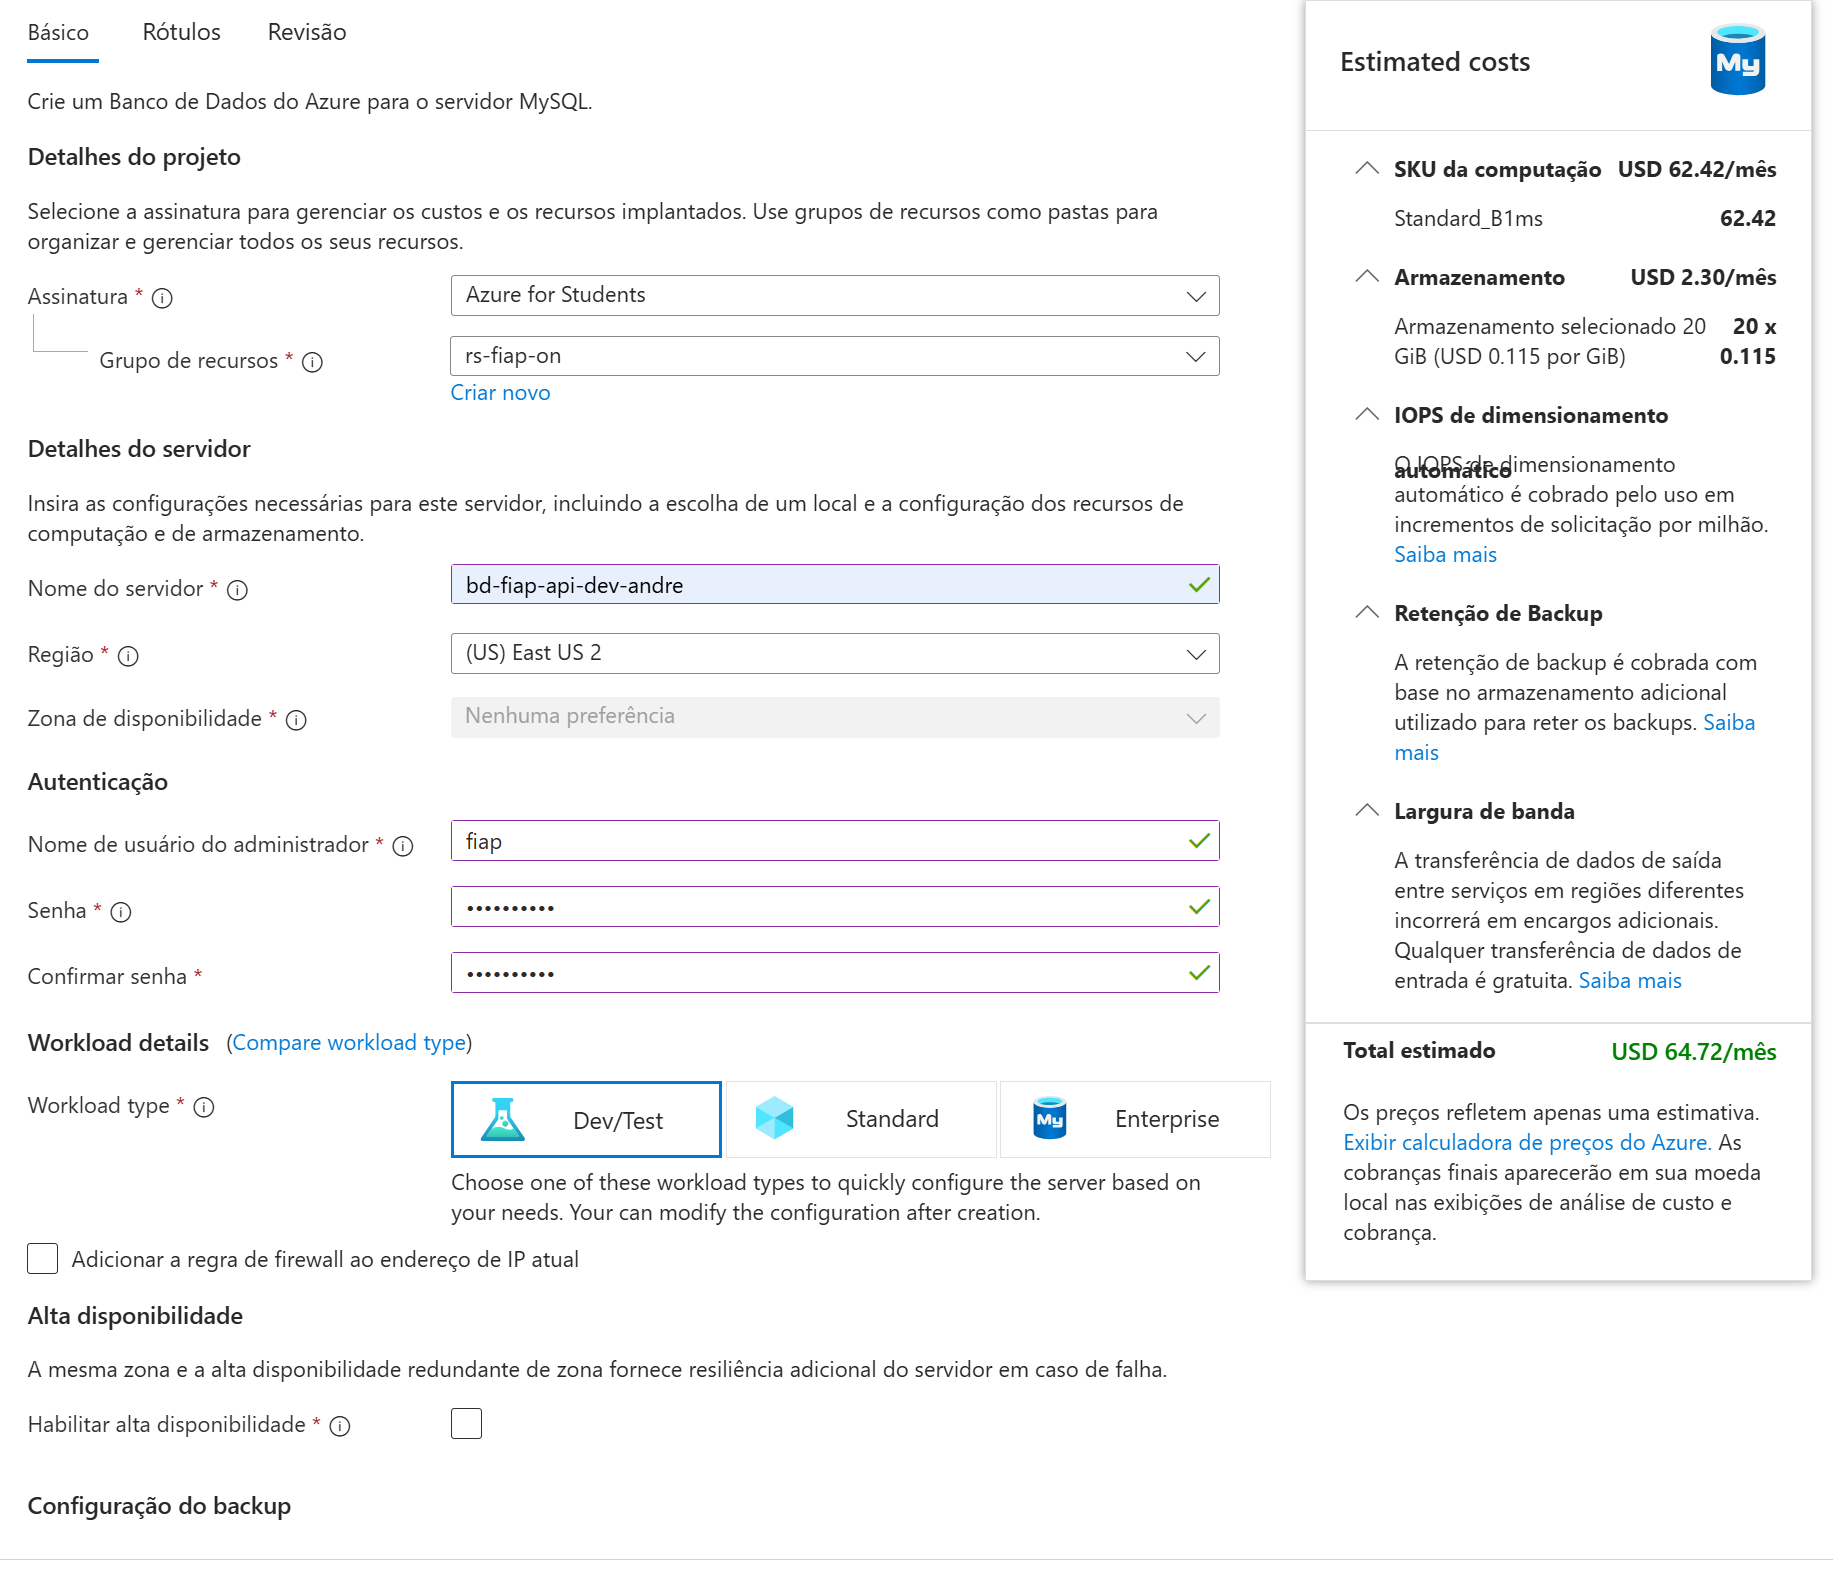 Básico Rótulos Revisão
Crie um Banco de Dados do Azure para o servidor MySQL.
Detalhes do projeto
Selecione a assinatura para gerenciar os custos e os recursos implantados. Use grupos de recursos como pastas para
organizar e gerenciar todos os seus recursos.
Assinatura *
Azure for Students
Grupo de recursos *
rs-fiap-on
Criar novo
Detalhes do servidor
Insira as configurações necessárias para este servidor, incluindo a escolha de um local e a configuração dos recursos de
computação e de armazenamento.
Nome do servidor *
bd-fiap-api-dev-andre
Região *
(US) East US 2
Zona de disponibilidade *
Nenhuma preferência
Autenticação
Nome de usuário do administrador *
fiap
Senha *
••••••••••
Confirmar senha *
••••••••••
Workload details (Compare workload type)
Workload type *
Dev/Test
Standard
My
Enterprise
Choose one of these workload types to quickly configure the server based on
your needs. Your can modify the configuration after creation.
Adicionar a regra de firewall ao endereço de IP atual
Alta disponibilidade
A mesma zona e a alta disponibilidade redundante de zona fornece resiliência adicional do servidor em caso de falha.
Habilitar alta disponibilidade *
Configuração do backup
Estimated costs
My
SKU da computação USD 62.42/mês
Standard_B1ms 62.42
Armazenamento USD 2.30/mês
Armazenamento selecionado 20 20 x
GiB (USD 0.115 por GiB) 0.115
IOPS de dimensionamento
automático
O IOPS de dimensionamento
automático é cobrado pelo uso em
incrementos de solicitação por milhão.
Saiba mais
Retenção de Backup
A retenção de backup é cobrada com
base no armazenamento adicional
utilizado para reter os backups. Saiba
mais
Largura de banda
A transferência de dados de saída
entre serviços em regiões diferentes
incorrerá em encargos adicionais.
Qualquer transferência de dados de
entrada é gratuita. Saiba mais
Total estimado USD 64.72/mês
Os preços refletem apenas uma estimativa.
Exibir calculadora de preços do Azure. As
cobranças finais aparecerão em sua moeda
local nas exibições de análise de custo e
cobrança.